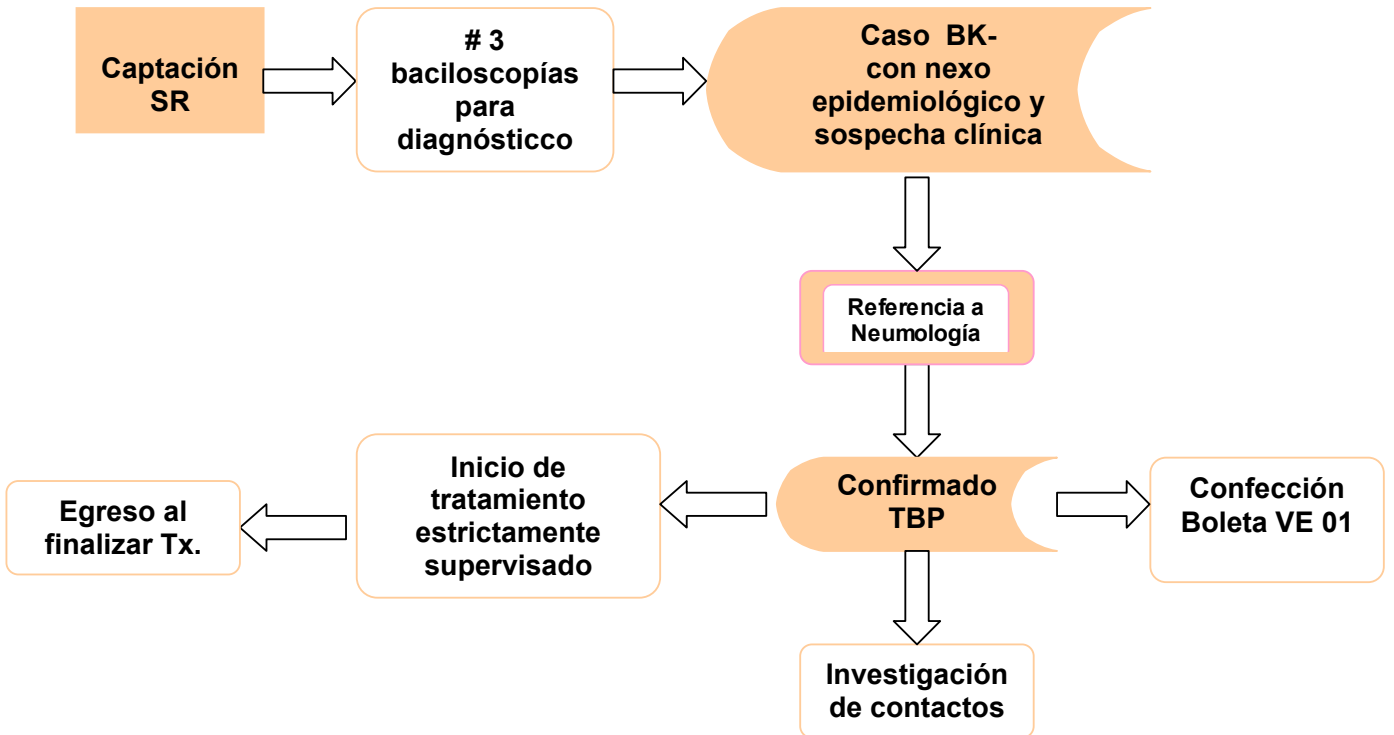 Captación
SR
# 3
baciloscopías
para
diagnósticco
Caso BK-
con nexo
epidemiológico y
sospecha clínica
Referencia a
Neumología
Confirmado
TBP
Confección
Boleta VE 01
Inicio de
tratamiento
estrictamente
supervisado
Egreso al
finalizar Tx.
Investigación
de contactos